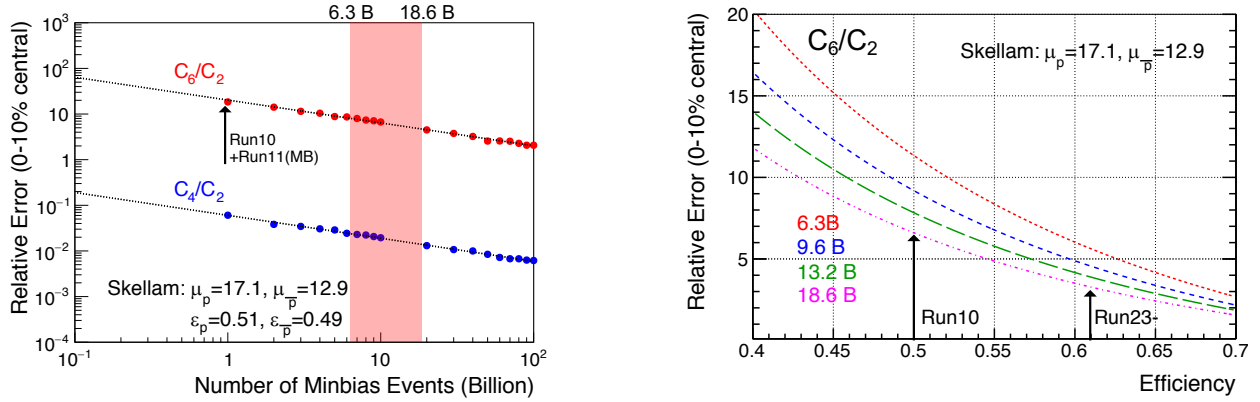 6.3 B 18.6 B
10³
10²
10
1
10⁻¹
10⁻²
10⁻³
10⁻⁴
Relative Error (0-10% central)
C₆/C₂
Run10
+Run11(MB)
C₄/C₂
Skellam: μₚ=17.1, μ_p̅=12.9
εₚ=0.51, ε_p̅=0.49
10⁻¹ 1 10 10²
Number of Minbias Events (Billion)
20
15
10
5
Relative Error (0-10% central)
C₆/C₂
Skellam: μₚ=17.1, μ_p̅=12.9
6.3B
9.6 B
13.2 B
18.6 B
Run10
Run23-
0.4 0.45 0.5 0.55 0.6 0.65 0.7
Efficiency